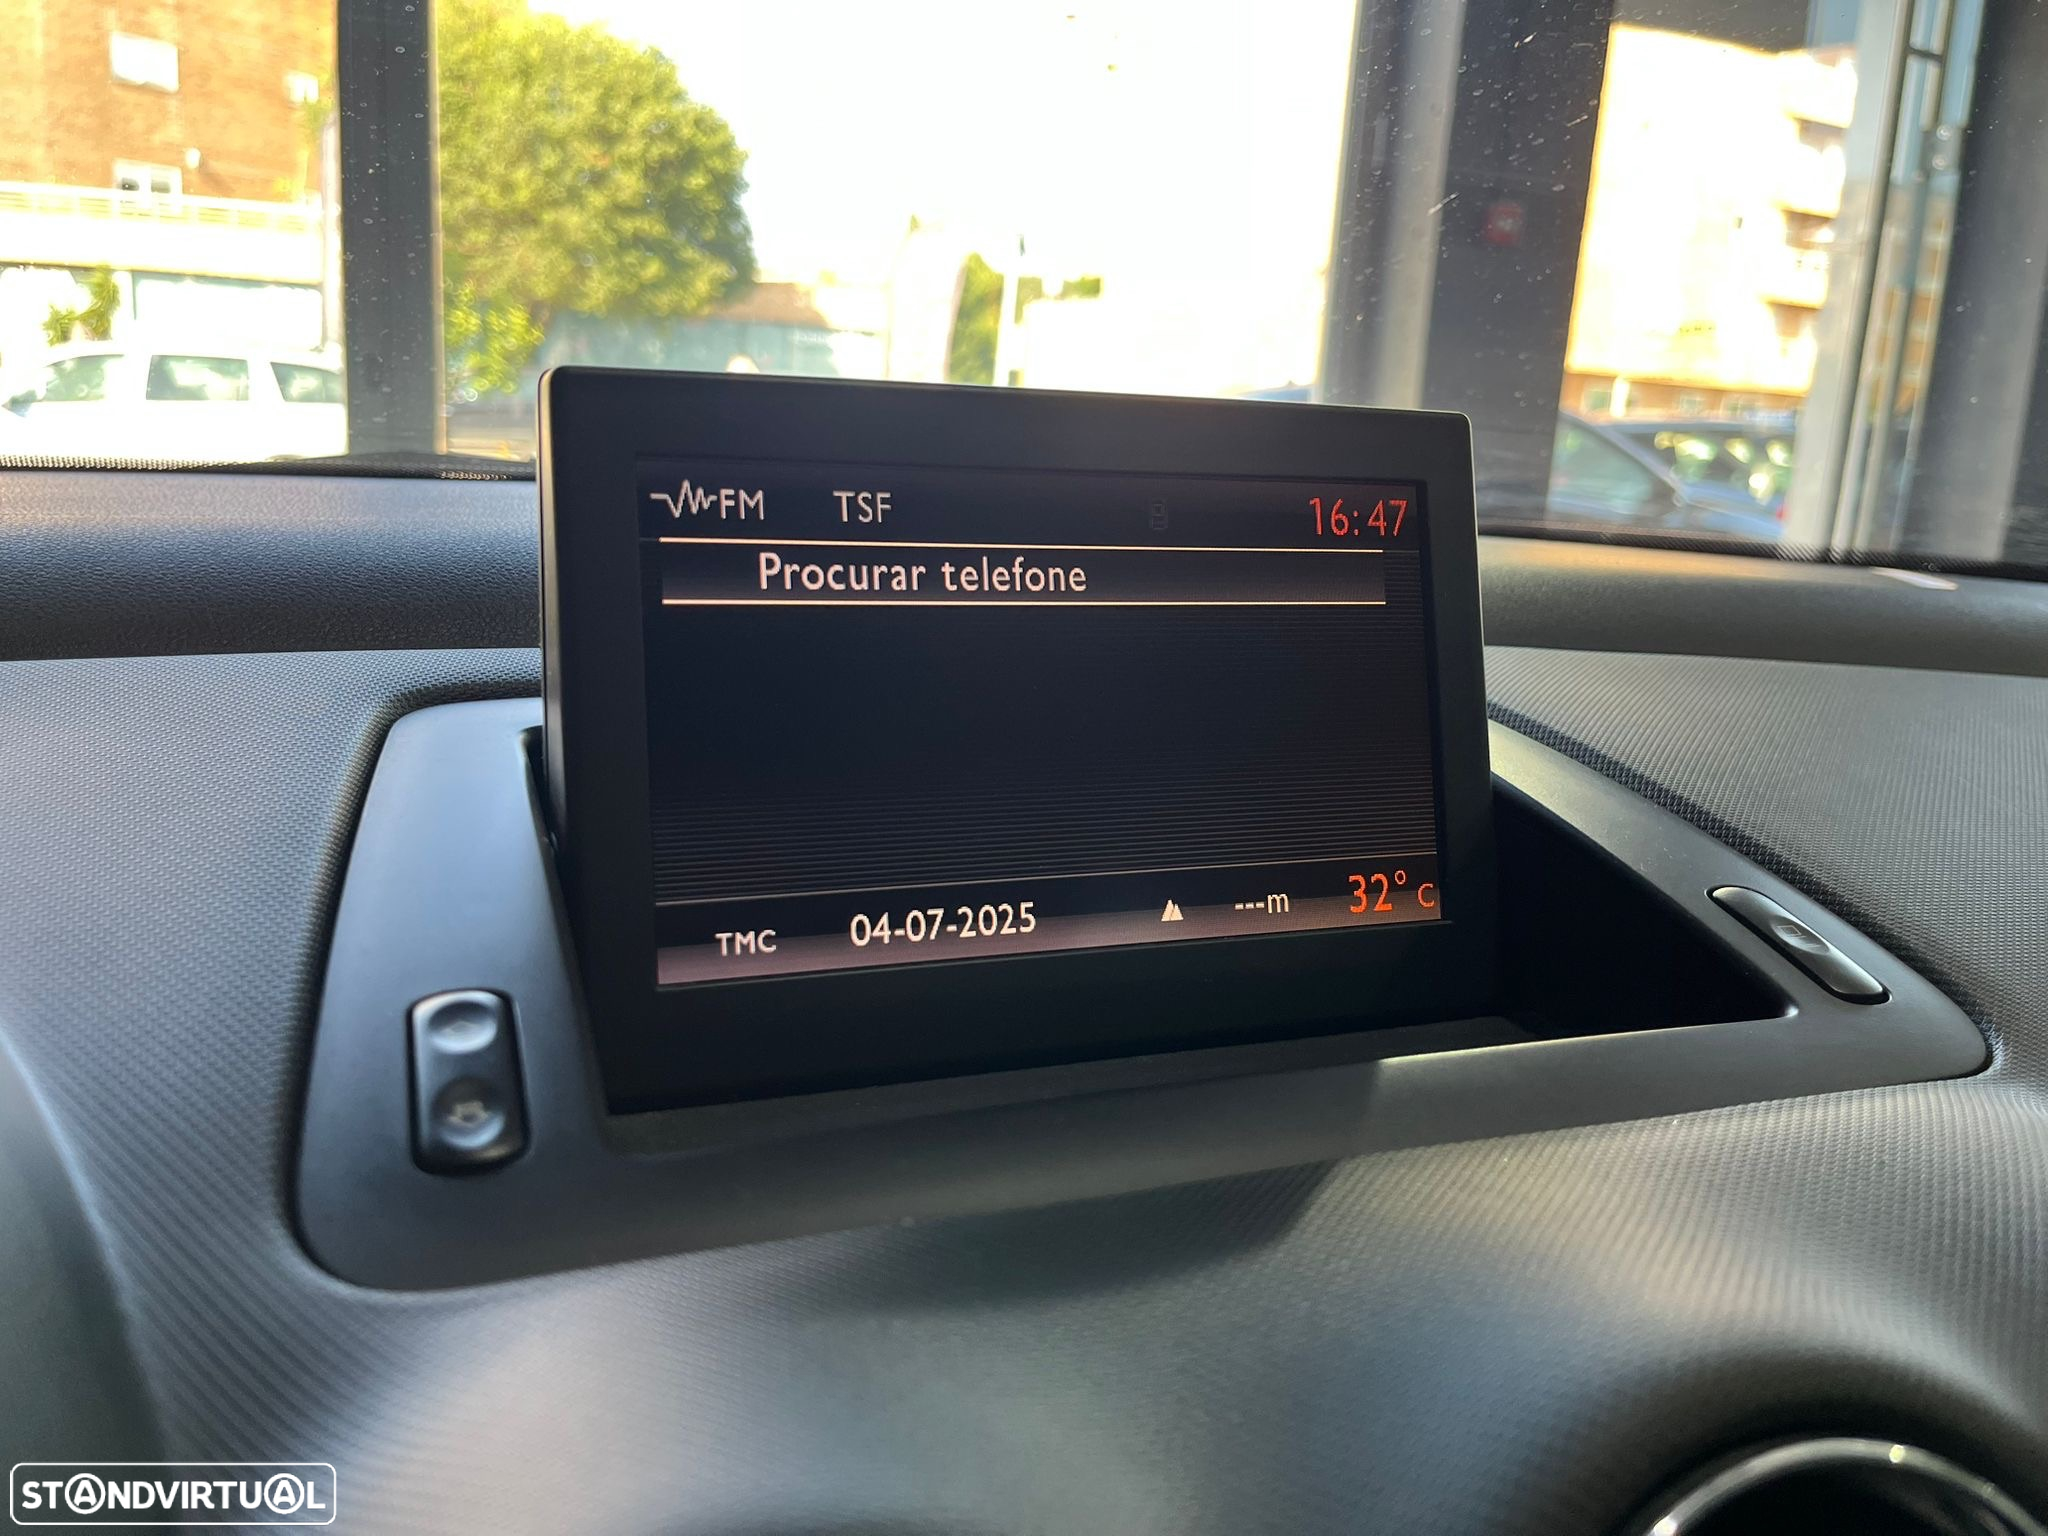 FM TSF 16:47
Procurar telefone
TMC 04-07-2025 ---m 32° C
STANDVIRTUAL